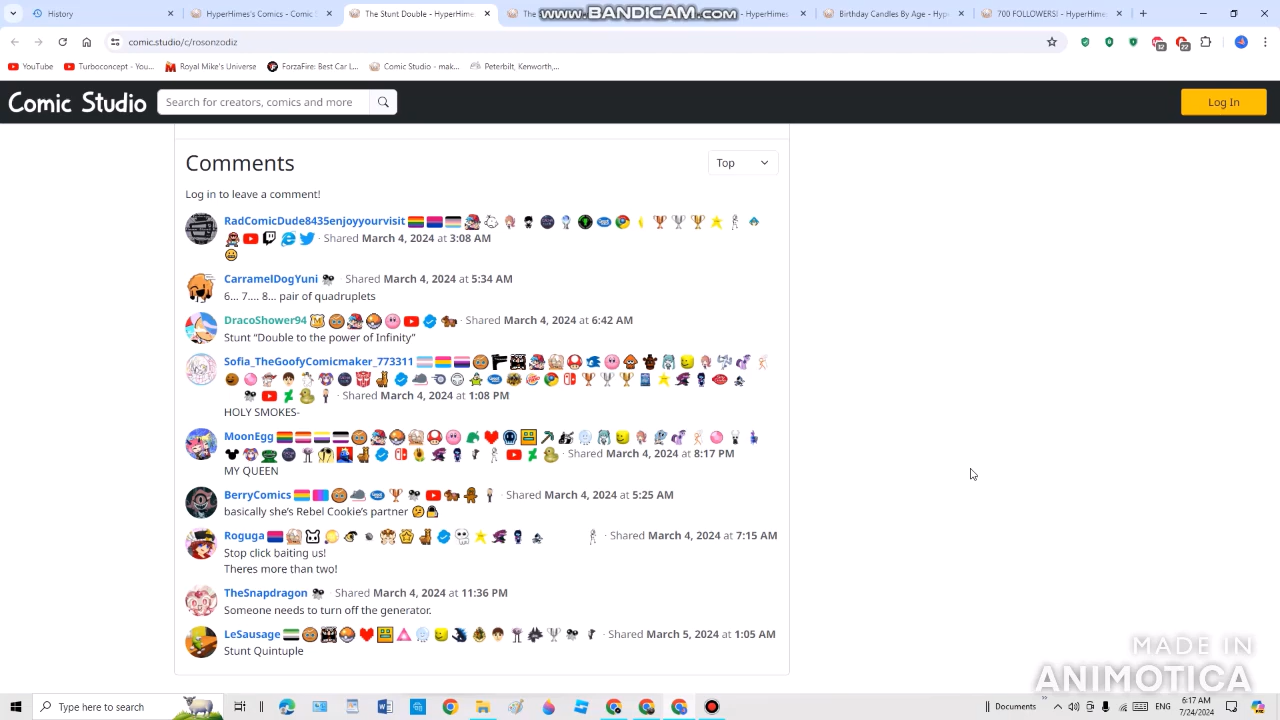 History
The
www.BANDICAM.com
HyperHime
Birthday Candles By Age - Hyp
700 FOLLOWERS! - HyperHime
comic.studio/c/rosonzodiz
12
22
YouTube
Turboconcept - You...
Royal Mike's Universe
ForzaFire: Best Car L...
Comic Studio - mak...
Peterbilt, Kenworth,...
Comic Studio
Search for creators, comics and more
Log In
Comments
Top
Log in to leave a comment!
RadComicDude8435enjoyyourvisit
· Shared March 4, 2024 at 3:08 AM
CarramelDogYuni · Shared March 4, 2024 at 5:34 AM
6... 7.... 8... pair of quadruplets
DracoShower94 · Shared March 4, 2024 at 6:42 AM
Stunt “Double to the power of Infinity”
Sofia_TheGoofyComicmaker_773311
· Shared March 4, 2024 at 1:08 PM
HOLY SMOKES-
MoonEgg
· Shared March 4, 2024 at 8:17 PM
MY QUEEN
BerryComics · Shared March 4, 2024 at 5:25 AM
basically she’s Rebel Cookie’s partner
Roguga · Shared March 4, 2024 at 7:15 AM
Stop click baiting us!
Theres more than two!
TheSnapdragon · Shared March 4, 2024 at 11:36 PM
Someone needs to turn off the generator.
LeSausage · Shared March 5, 2024 at 1:05 AM
Stunt Quintuple
MADE IN
ANIMOTICA
Type here to search
Documents
6:17 AM
7/24/2024